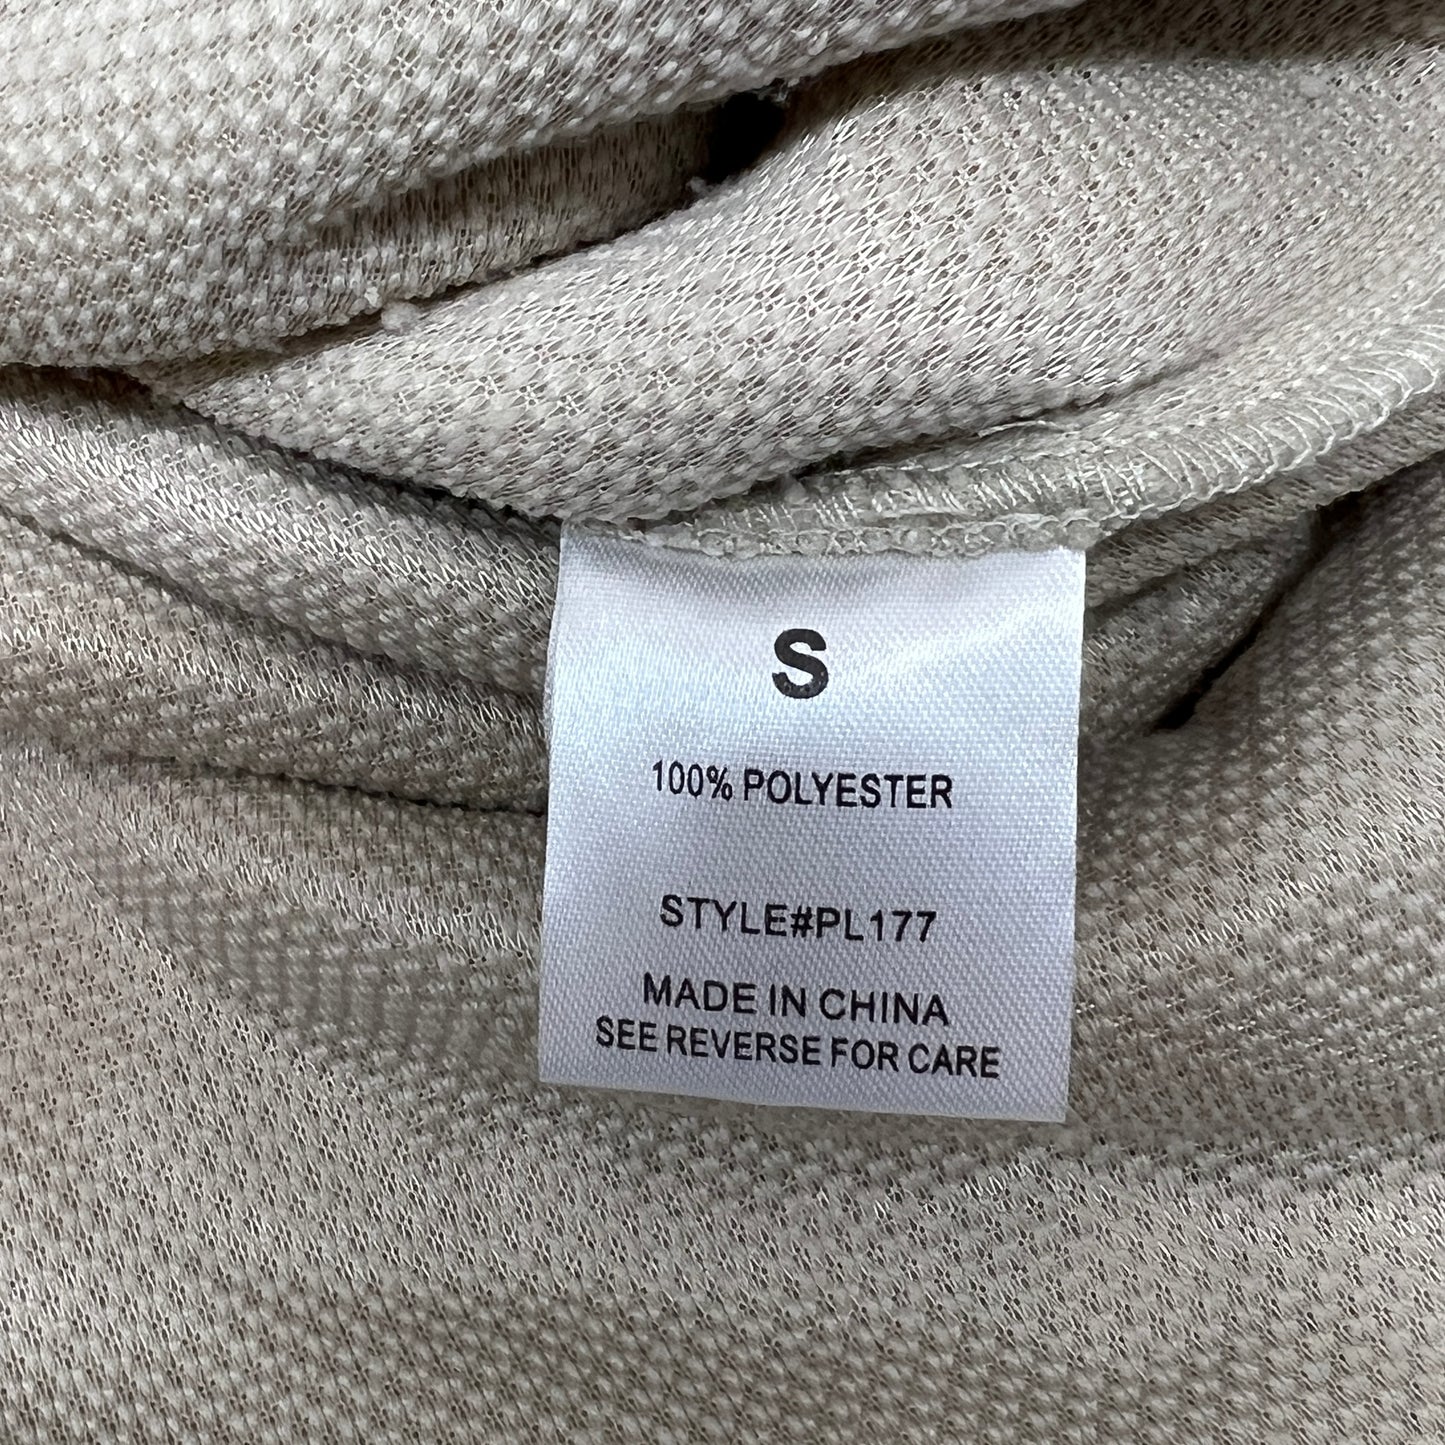 S
100% POLYESTER
STYLE#PL177
MADE IN CHINA
SEE REVERSE FOR CARE